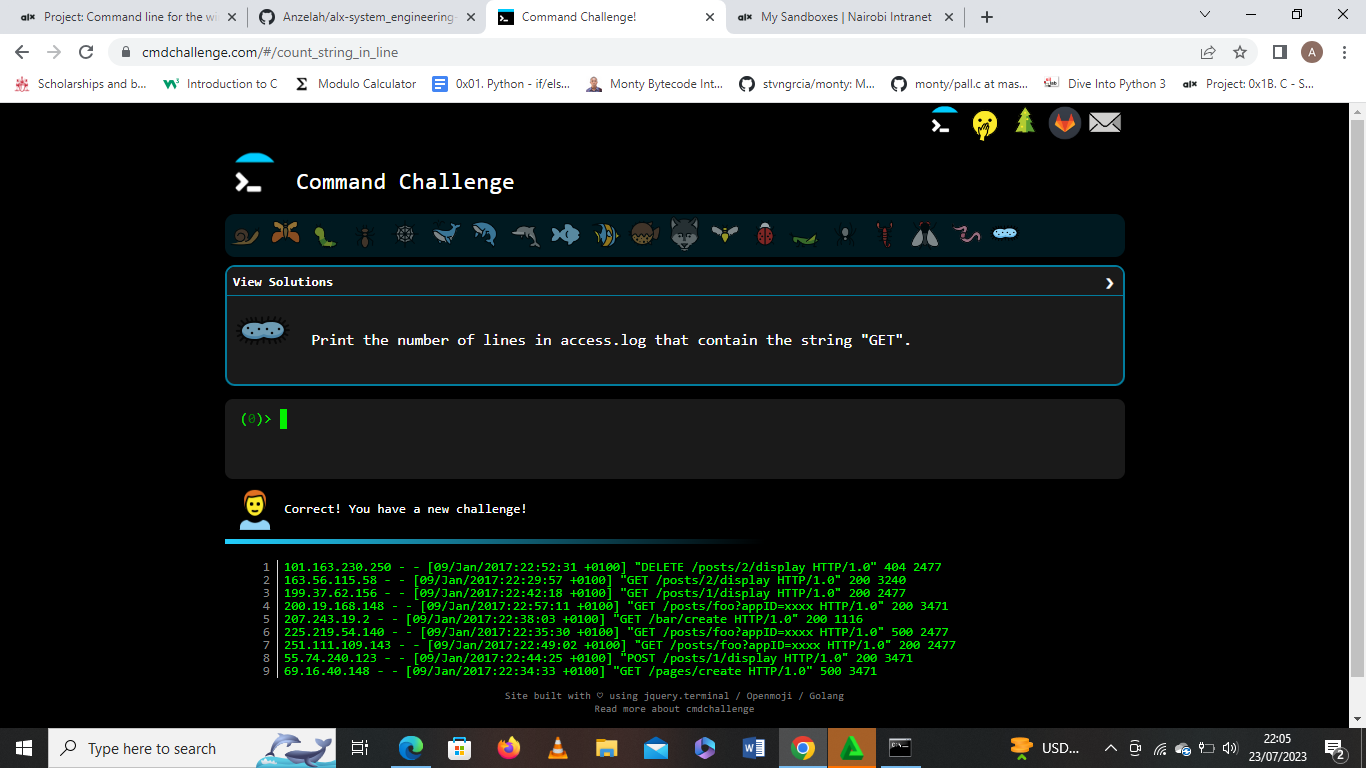 Project: Command line for the wi
Anzelah/alx-system_engineering-
Command Challenge!
My Sandboxes | Nairobi Intranet
cmdchallenge.com/#/count_string_in_line
A
Scholarships and b...
Introduction to C
Modulo Calculator
0x01. Python - if/els...
Monty Bytecode Int...
stvngrcia/monty: M...
monty/pall.c at mas...
Dive Into Python 3
Project: 0x1B. C - S...
Command Challenge
View Solutions
Print the number of lines in access.log that contain the string "GET".
(0)>
Correct! You have a new challenge!
1 101.163.230.250 - - [09/Jan/2017:22:52:31 +0100] "DELETE /posts/2/display HTTP/1.0" 404 2477
2 163.56.115.58 - - [09/Jan/2017:22:29:57 +0100] "GET /posts/2/display HTTP/1.0" 200 3240
3 199.37.62.156 - - [09/Jan/2017:22:42:18 +0100] "GET /posts/1/display HTTP/1.0" 200 2477
4 200.19.168.148 - - [09/Jan/2017:22:57:11 +0100] "GET /posts/foo?appID=xxxx HTTP/1.0" 200 3471
5 207.243.19.2 - - [09/Jan/2017:22:38:03 +0100] "GET /bar/create HTTP/1.0" 200 1116
6 225.219.54.140 - - [09/Jan/2017:22:35:30 +0100] "GET /posts/foo?appID=xxxx HTTP/1.0" 500 2477
7 251.111.109.143 - - [09/Jan/2017:22:49:02 +0100] "GET /posts/foo?appID=xxxx HTTP/1.0" 200 2477
8 55.74.240.123 - - [09/Jan/2017:22:44:25 +0100] "POST /posts/1/display HTTP/1.0" 200 3471
9 69.16.40.148 - - [09/Jan/2017:22:34:33 +0100] "GET /pages/create HTTP/1.0" 500 3471
Site built with ♡ using jquery.terminal / Openmoji / Golang
Read more about cmdchallenge
Type here to search
USD...
22:05
23/07/2023
2